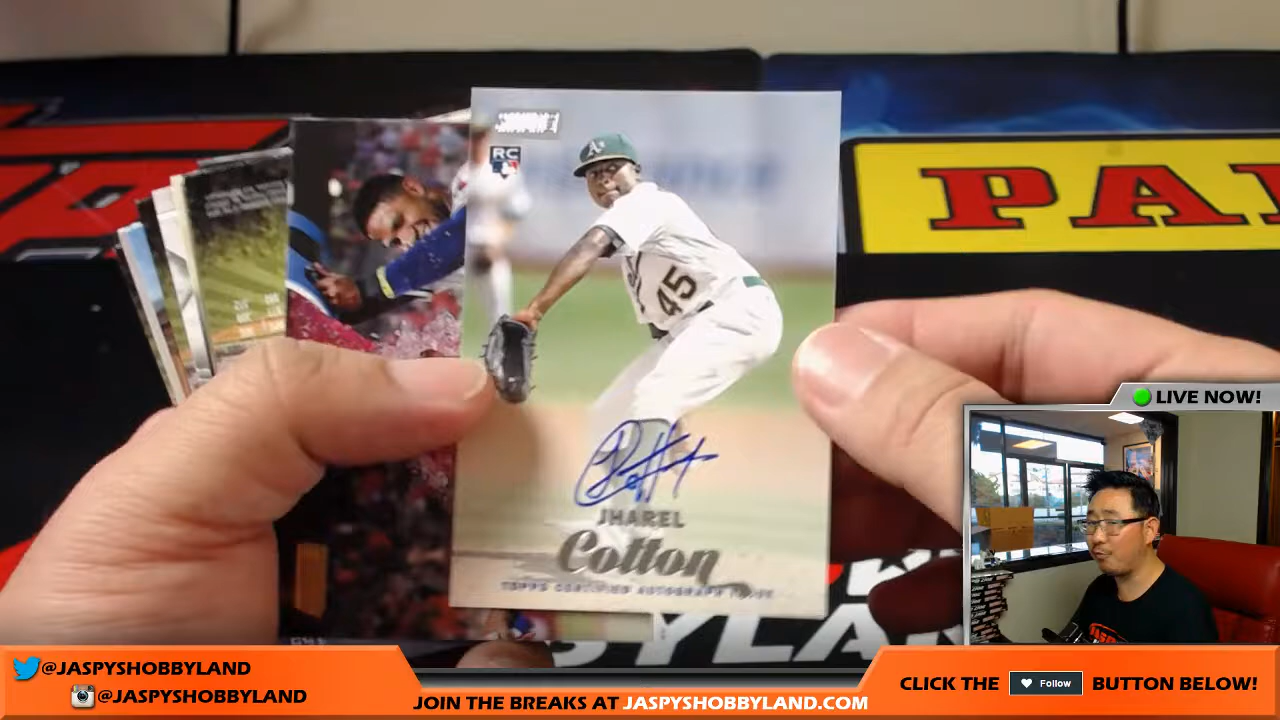 RC
A's
45
PA
JHAREL
Cotton
TOPPS CERTIFIED AUTOGRAPH ISSUE
LIVE NOW!
@JASPYSHOBBYLAND
@JASPYSHOBBYLAND
JOIN THE BREAKS AT JASPYSHOBBYLAND.COM
CLICK THE Follow BUTTON BELOW!